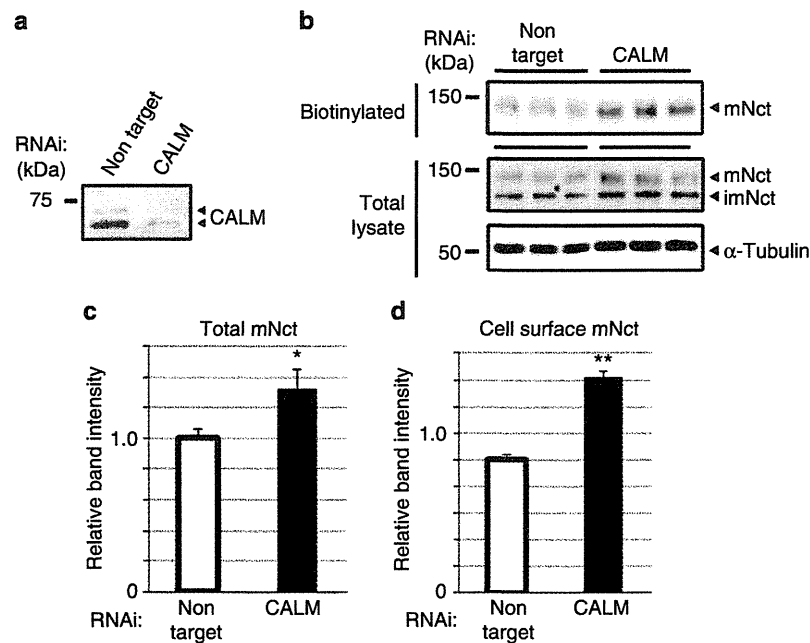 a
RNAi:
(kDa)
Non target
CALM
75
CALM
b
RNAi:
(kDa)
Non
target
CALM
Biotinylated
150
mNct
Total
lysate
150
mNct
imNct
50
α-Tubulin
c
Total mNct
Relative band intensity
1.0
0
*
RNAi:
Non
target
CALM
d
Cell surface mNct
Relative band intensity
1.0
0
**
RNAi:
Non
target
CALM